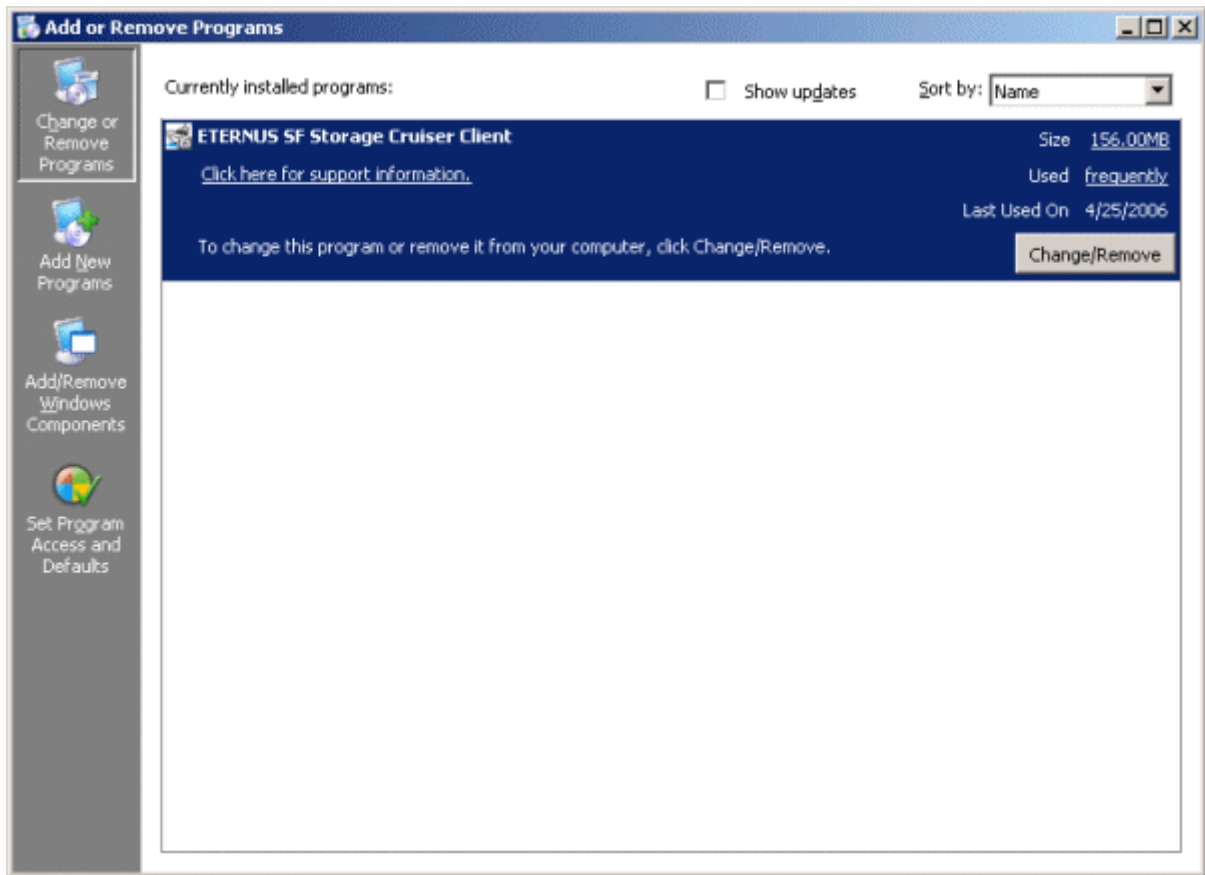 Add or Remove Programs
Change or
Remove
Programs
Add New
Programs
Add/Remove
Windows
Components
Set Program
Access and
Defaults
Currently installed programs:
Show updates
Sort by: Name
ETERNUS SF Storage Cruiser Client
Size 156.00MB
Click here for support information.
Used frequently
Last Used On 4/25/2006
To change this program or remove it from your computer, click Change/Remove.
Change/Remove